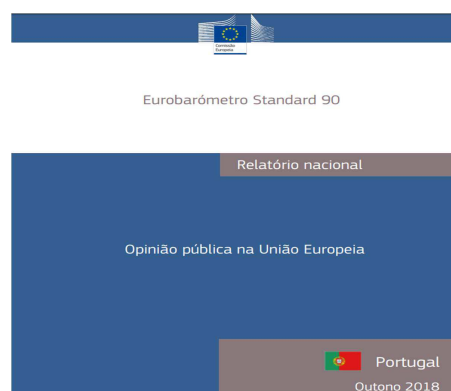 Comissão
Europeia
Eurobarómetro Standard 90
Relatório nacional
Opinião pública na União Europeia
Portugal
Outono 2018